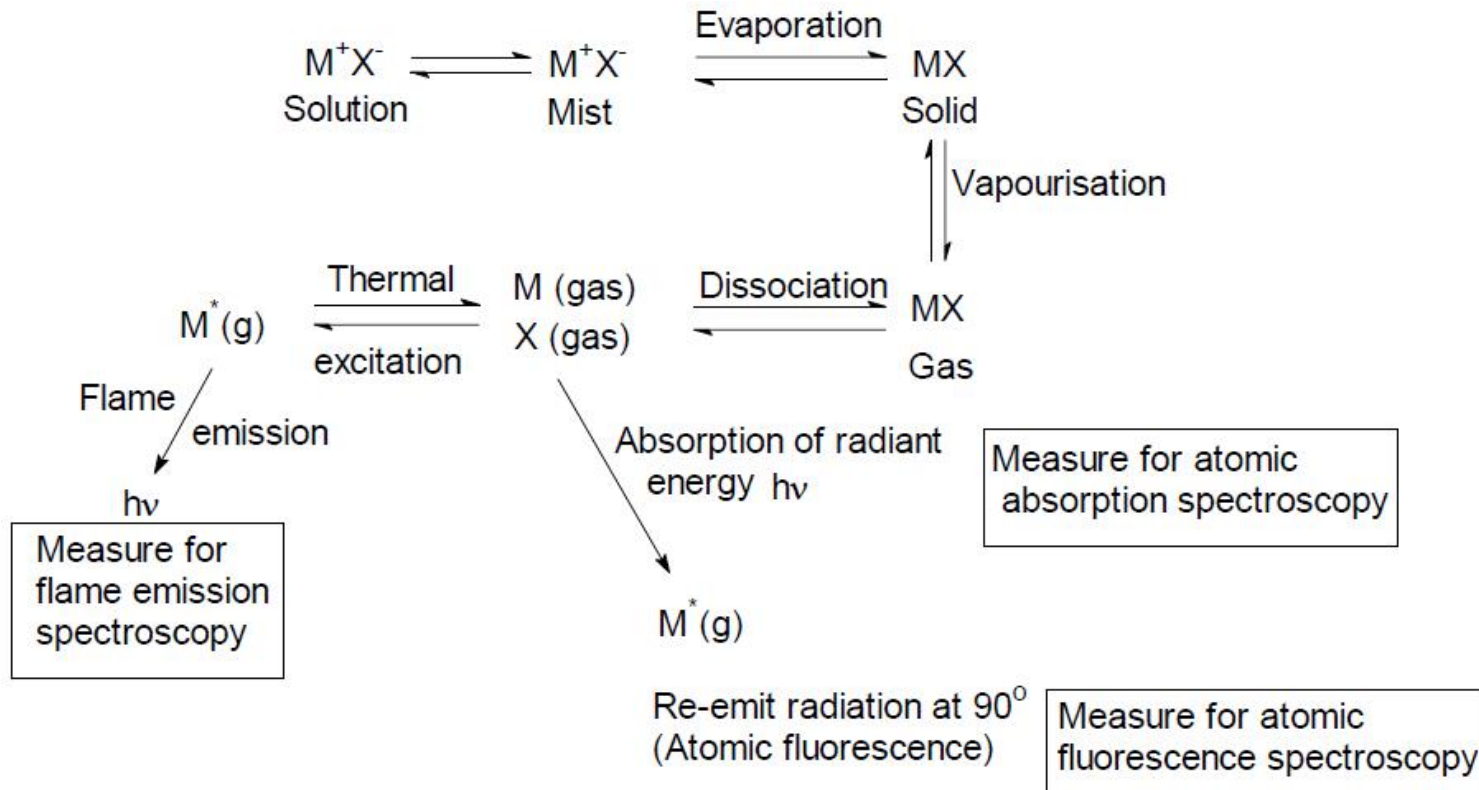 Evaporation
M⁺X⁻ M⁺X⁻ MX
Solution Mist Solid
Vapourisation
Thermal M (gas) Dissociation MX
M*(g) X (gas)
excitation Gas
Flame
emission
Absorption of radiant
energy hν
Measure for atomic
absorption spectroscopy
hν
Measure for
flame emission
spectroscopy
M*(g)
Re-emit radiation at 90°
(Atomic fluorescence)
Measure for atomic
fluorescence spectroscopy